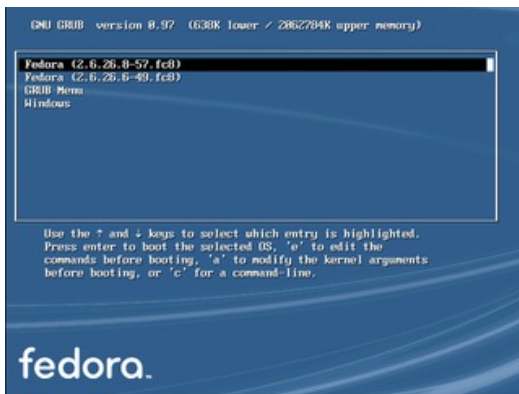 GNU GRUB version 0.97 (638K lower / 2062784K upper memory)
Fedora (2.6.26.8-57.fc8)
Fedora (2.6.26.6-49.fc8)
GRUB Menu
Windows
Use the ↑ and ↓ keys to select which entry is highlighted.
Press enter to boot the selected OS, 'e' to edit the
commands before booting, 'a' to modify the kernel arguments
before booting, or 'c' for a command-line.
fedora.